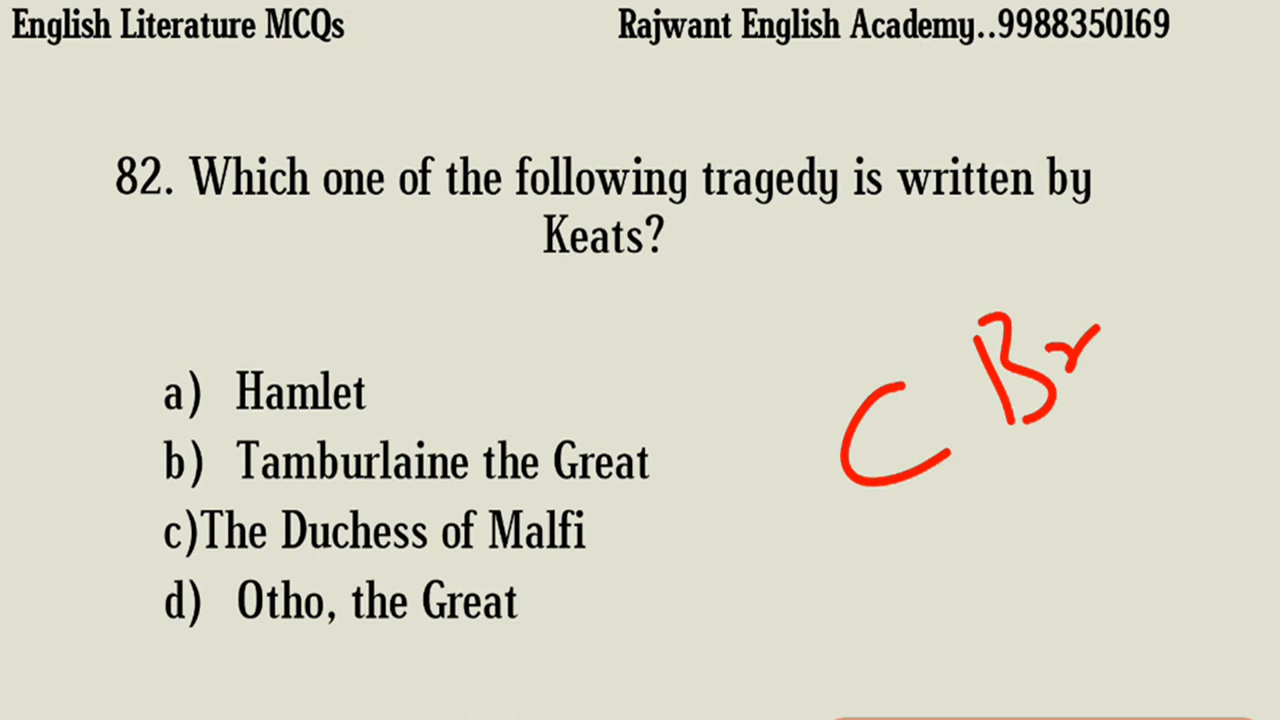 English Literature MCQs
Rajwant English Academy..9988350169
82. Which one of the following tragedy is written by
Keats?
C Br
a) Hamlet
b) Tamburlaine the Great
c)The Duchess of Malfi
d) Otho, the Great